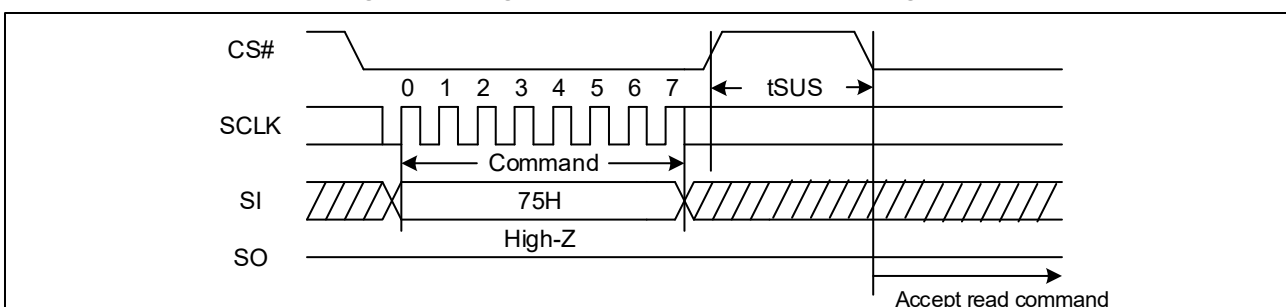 CS#
0 1 2 3 4 5 6 7
tSUS
SCLK
Command
SI
75H
High-Z
SO
Accept read command